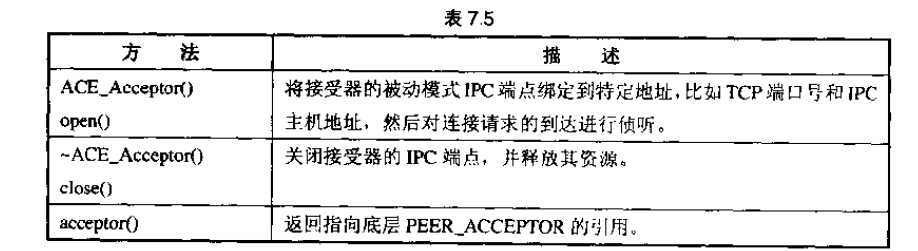 表 7.5
方 法 描 述
ACE_Acceptor() 将接受器的被动模式 IPC 端点绑定到特定地址，比如 TCP 端口号和 IPC
open() 主机地址，然后对连接请求的到达进行侦听。
~ACE_Acceptor() 关闭接受器的 IPC 端点，并释放其资源。
close()
acceptor() 返回指向底层 PEER_ACCEPTOR 的引用。